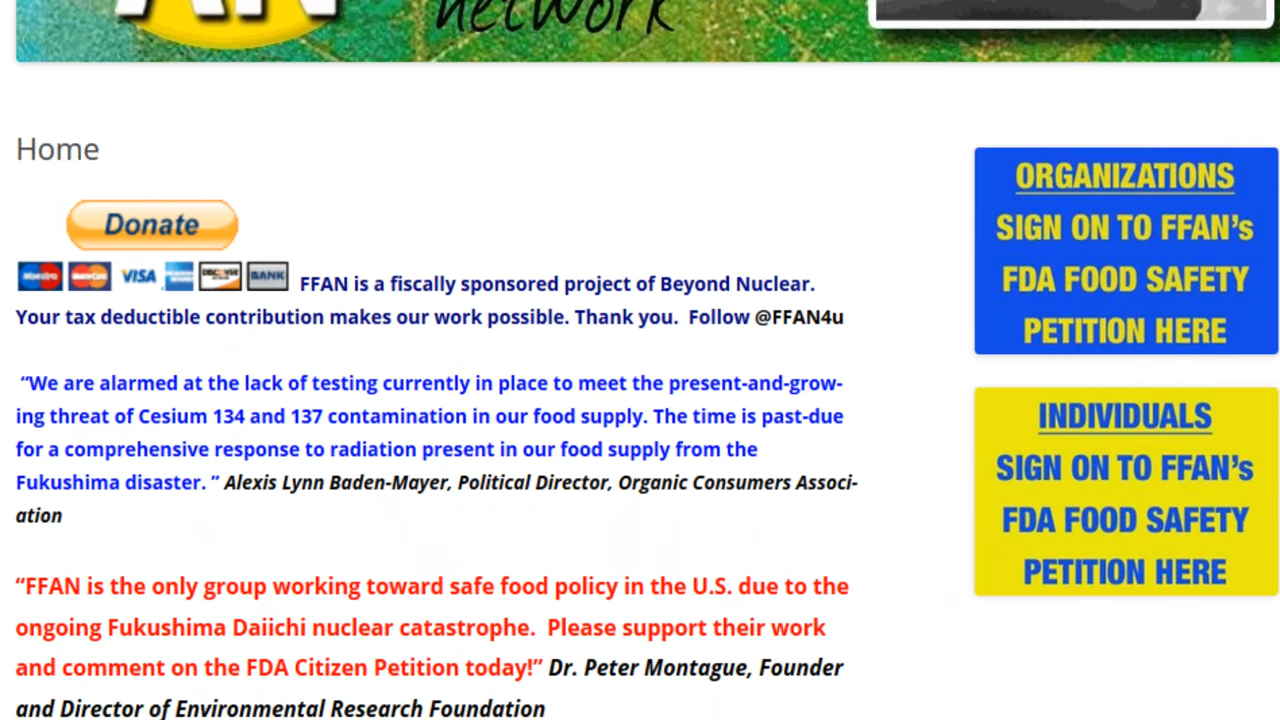 network
Home
Donate
Maestro MasterCard VISA DISCOVER BANK FFAN is a fiscally sponsored project of Beyond Nuclear.
Your tax deductible contribution makes our work possible. Thank you. Follow @FFAN4u
“We are alarmed at the lack of testing currently in place to meet the present-and-grow-
ing threat of Cesium 134 and 137 contamination in our food supply. The time is past-due
for a comprehensive response to radiation present in our food supply from the
Fukushima disaster. ” Alexis Lynn Baden-Mayer, Political Director, Organic Consumers Associ-
ation
“FFAN is the only group working toward safe food policy in the U.S. due to the
ongoing Fukushima Daiichi nuclear catastrophe. Please support their work
and comment on the FDA Citizen Petition today!” Dr. Peter Montague, Founder
and Director of Environmental Research Foundation
ORGANIZATIONS
SIGN ON TO FFAN’s
FDA FOOD SAFETY
PETITION HERE
INDIVIDUALS
SIGN ON TO FFAN’s
FDA FOOD SAFETY
PETITION HERE